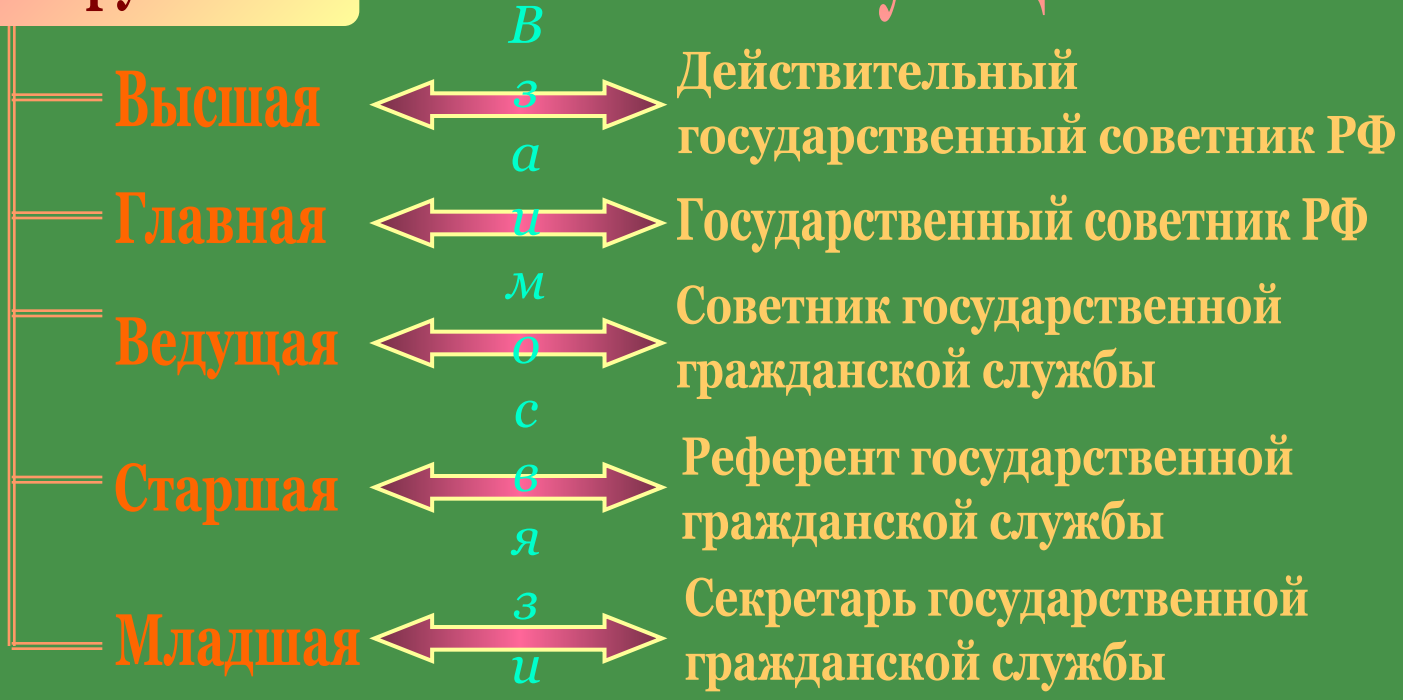 Высшая
Действительный
государственный советник РФ
Главная
Государственный советник РФ
Ведущая
Советник государственной
гражданской службы
Старшая
Референт государственной
гражданской службы
Младшая
Секретарь государственной
гражданской службы
В
з
а
и
м
о
с
в
я
з
и